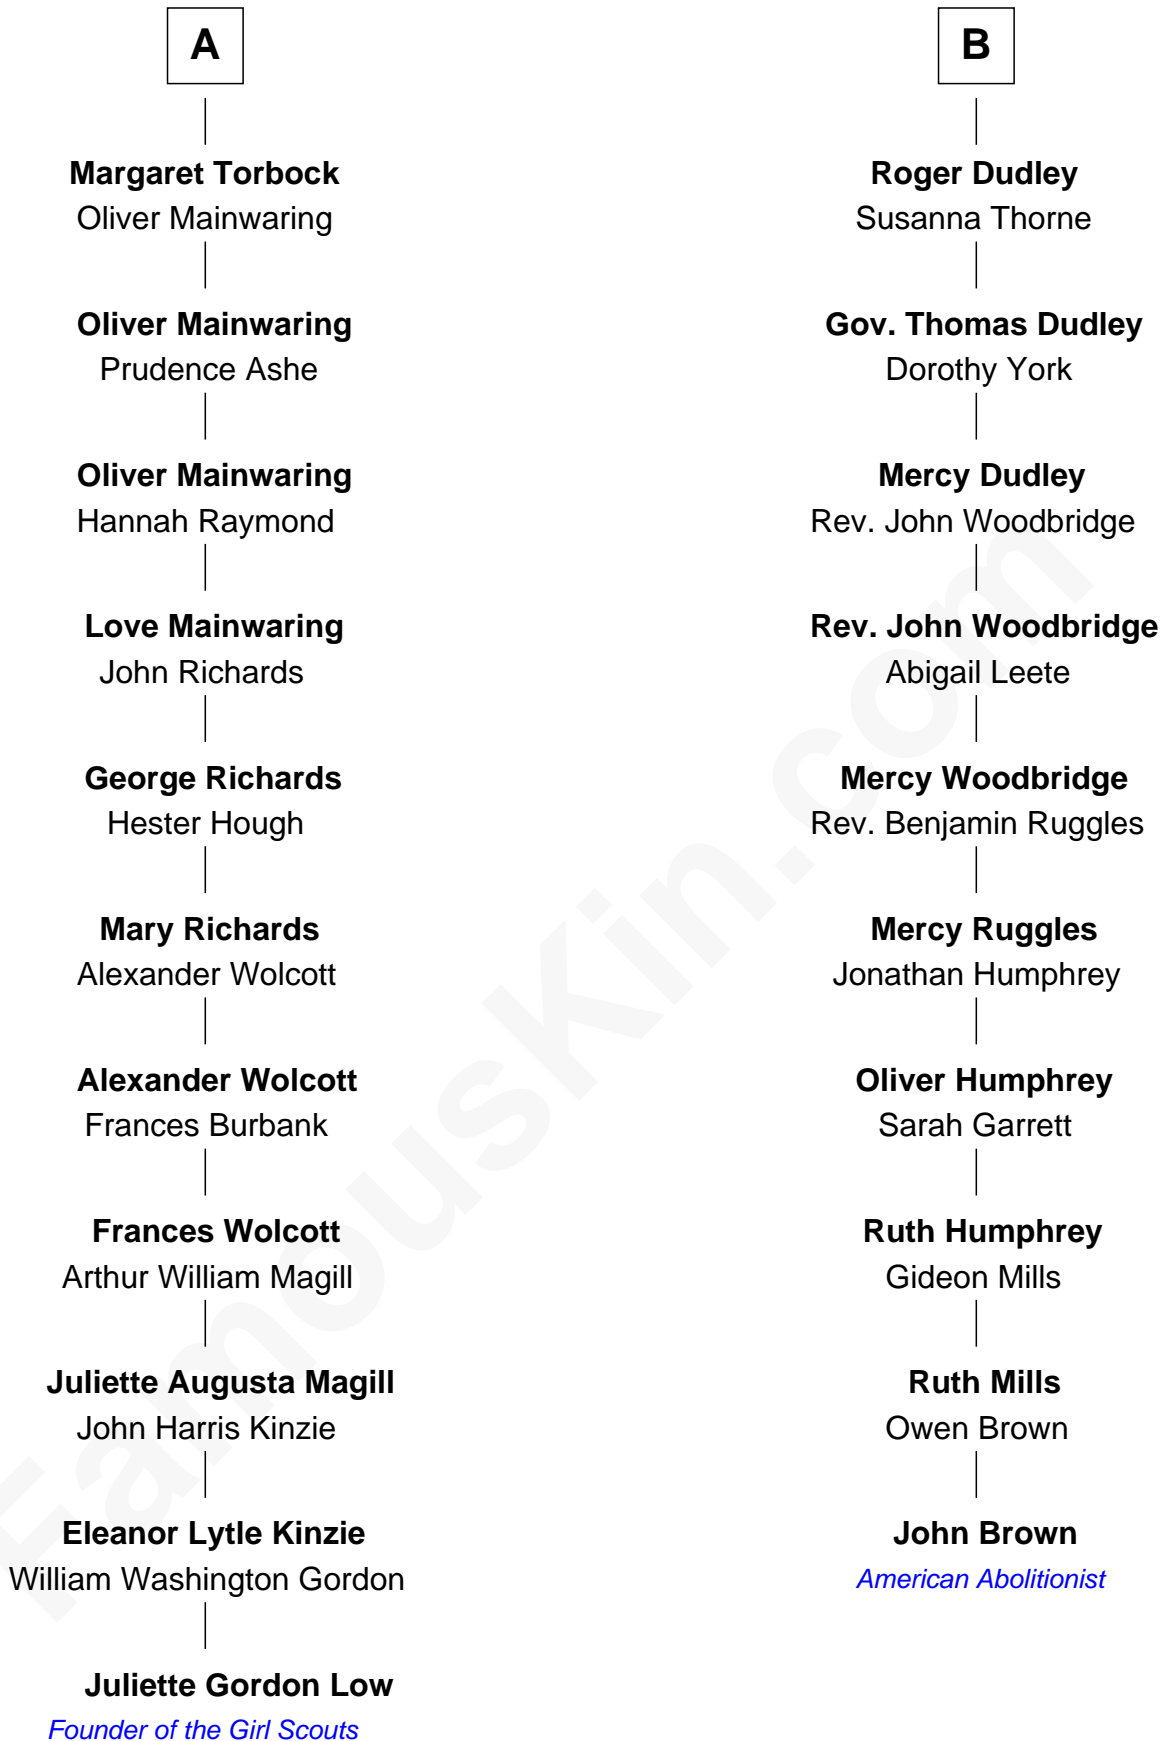 A
Margaret Torbock
Oliver Mainwaring
Oliver Mainwaring
Prudence Ashe
Oliver Mainwaring
Hannah Raymond
Love Mainwaring
John Richards
George Richards
Hester Hough
Mary Richards
Alexander Wolcott
Alexander Wolcott
Frances Burbank
Frances Wolcott
Arthur William Magill
Juliette Augusta Magill
John Harris Kinzie
Eleanor Lytle Kinzie
William Washington Gordon
Juliette Gordon Low
Founder of the Girl Scouts
B
Roger Dudley
Susanna Thorne
Gov. Thomas Dudley
Dorothy York
Mercy Dudley
Rev. John Woodbridge
Rev. John Woodbridge
Abigail Leete
Mercy Woodbridge
Rev. Benjamin Ruggles
Mercy Ruggles
Jonathan Humphrey
Oliver Humphrey
Sarah Garrett
Ruth Humphrey
Gideon Mills
Ruth Mills
Owen Brown
John Brown
American Abolitionist
FamousKin.com